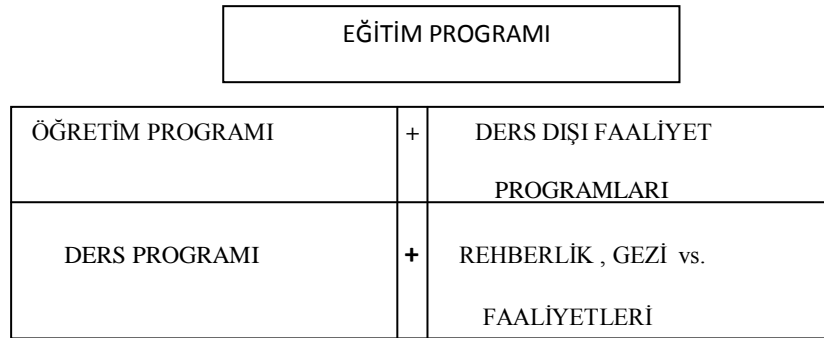 EĞİTİM PROGRAMI
ÖĞRETİM PROGRAMI + DERS DIŞI FAALİYET
PROGRAMLARI
DERS PROGRAMI + REHBERLİK , GEZİ vs.
FAALİYETLERİ